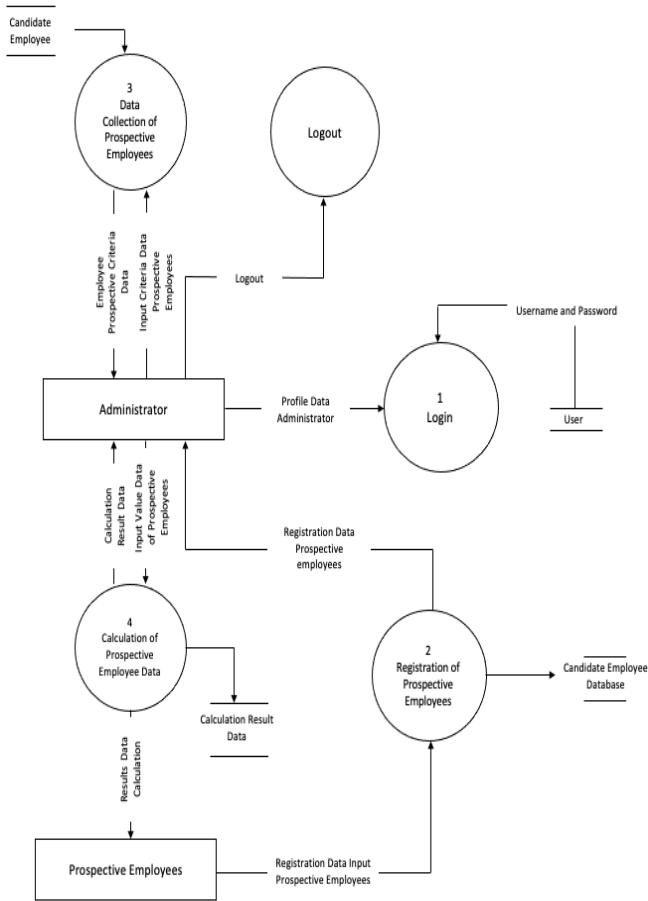 Candidate
Employee
3
Data
Collection of
Prospective
Employees
Logout
Employee
Prospective Criteria
Data
Input Criteria Data
Prospective
Employees
Logout
Username and Password
Administrator
Profile Data
Administrator
1
Login
User
Calculation
Result Data
Input Value Data
of Prospective
Employees
Registration Data
Prospective
employees
4
Calculation of
Prospective
Employee Data
2
Registration of
Prospective
Employees
Candidate Employee
Database
Calculation Result
Data
Results Data
Calculation
Prospective Employees
Registration Data Input
Prospective Employees